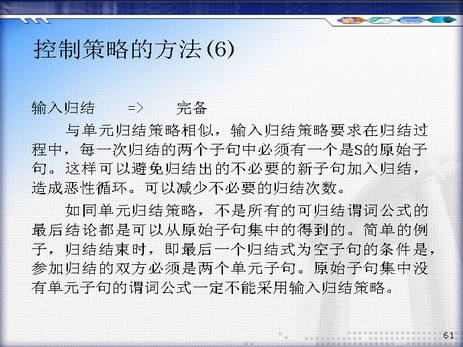 控制策略的方法(6)
输入归结 => 完备
与单元归结策略相似，输入归结策略要求在归结过
程中，每一次归结的两个子句中必须有一个是S的原始子
句。这样可以避免归结出的不必要的新子句加入归结，
造成恶性循环。可以减少不必要的归结次数。
如同单元归结策略，不是所有的可归结谓词公式的
最后结论都是可以从原始子句集中的得到的。简单的例
子，归结结束时，即最后一个归结式为空子句的条件是，
参加归结的双方必须是两个单元子句。原始子句集中没
有单元子句的谓词公式一定不能采用输入归结策略。
61